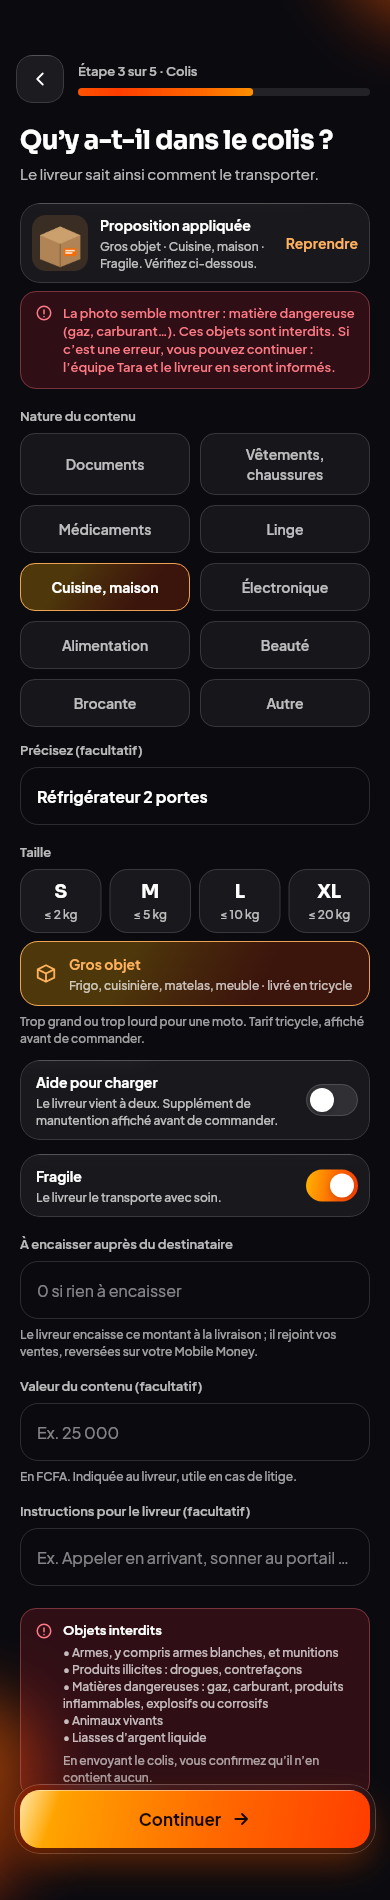 Étape 3 sur 5 · Colis
Qu’y a-t-il dans le colis ?
Le livreur sait ainsi comment le transporter.
Proposition appliquée
Gros objet · Cuisine, maison ·
Fragile. Vérifiez ci-dessous.
Reprendre
La photo semble montrer : matière dangereuse
(gaz, carburant…). Ces objets sont interdits. Si
c’est une erreur, vous pouvez continuer :
l’équipe Tara et le livreur en seront informés.
Nature du contenu
Documents
Vêtements,
chaussures
Médicaments
Linge
Cuisine, maison
Électronique
Alimentation
Beauté
Brocante
Autre
Précisez (facultatif)
Réfrigérateur 2 portes
Taille
S
≤ 2 kg
M
≤ 5 kg
L
≤ 10 kg
XL
≤ 20 kg
Gros objet
Frigo, cuisinière, matelas, meuble · livré en tricycle
Trop grand ou trop lourd pour une moto. Tarif tricycle, affiché
avant de commander.
Aide pour charger
Le livreur vient à deux. Supplément de
manutention affiché avant de commander.
Fragile
Le livreur le transporte avec soin.
À encaisser auprès du destinataire
0 si rien à encaisser
Le livreur encaisse ce montant à la livraison ; il rejoint vos
ventes, reversées sur votre Mobile Money.
Valeur du contenu (facultatif)
Ex. 25 000
En FCFA. Indiquée au livreur, utile en cas de litige.
Instructions pour le livreur (facultatif)
Ex. Appeler en arrivant, sonner au portail …
Objets interdits
• Armes, y compris armes blanches, et munitions
• Produits illicites : drogues, contrefaçons
• Matières dangereuses : gaz, carburant, produits
inflammables, explosifs ou corrosifs
• Animaux vivants
• Liasses d’argent liquide
En envoyant le colis, vous confirmez qu’il n’en
contient aucun.
Continuer →